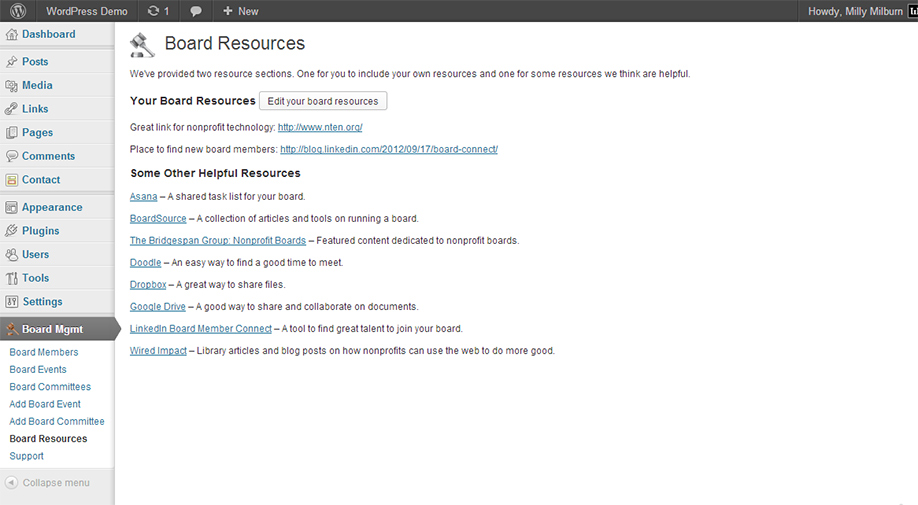 WordPress Demo 1 + New Howdy, Milly Milburn
Dashboard
Posts
Media
Links
Pages
Comments
Contact
Appearance
Plugins
Users
Tools
Settings
Board Mgmt
Board Members
Board Events
Board Committees
Add Board Event
Add Board Committee
Board Resources
Support
Collapse menu
Board Resources
We've provided two resource sections. One for you to include your own resources and one for some resources we think are helpful.
Your Board Resources Edit your board resources
Great link for nonprofit technology: http://www.nten.org/
Place to find new board members: http://blog.linkedin.com/2012/09/17/board-connect/
Some Other Helpful Resources
Asana – A shared task list for your board.
BoardSource – A collection of articles and tools on running a board.
The Bridgespan Group: Nonprofit Boards – Featured content dedicated to nonprofit boards.
Doodle – An easy way to find a good time to meet.
Dropbox – A great way to share files.
Google Drive – A good way to share and collaborate on documents.
LinkedIn Board Member Connect – A tool to find great talent to join your board.
Wired Impact – Library articles and blog posts on how nonprofits can use the web to do more good.